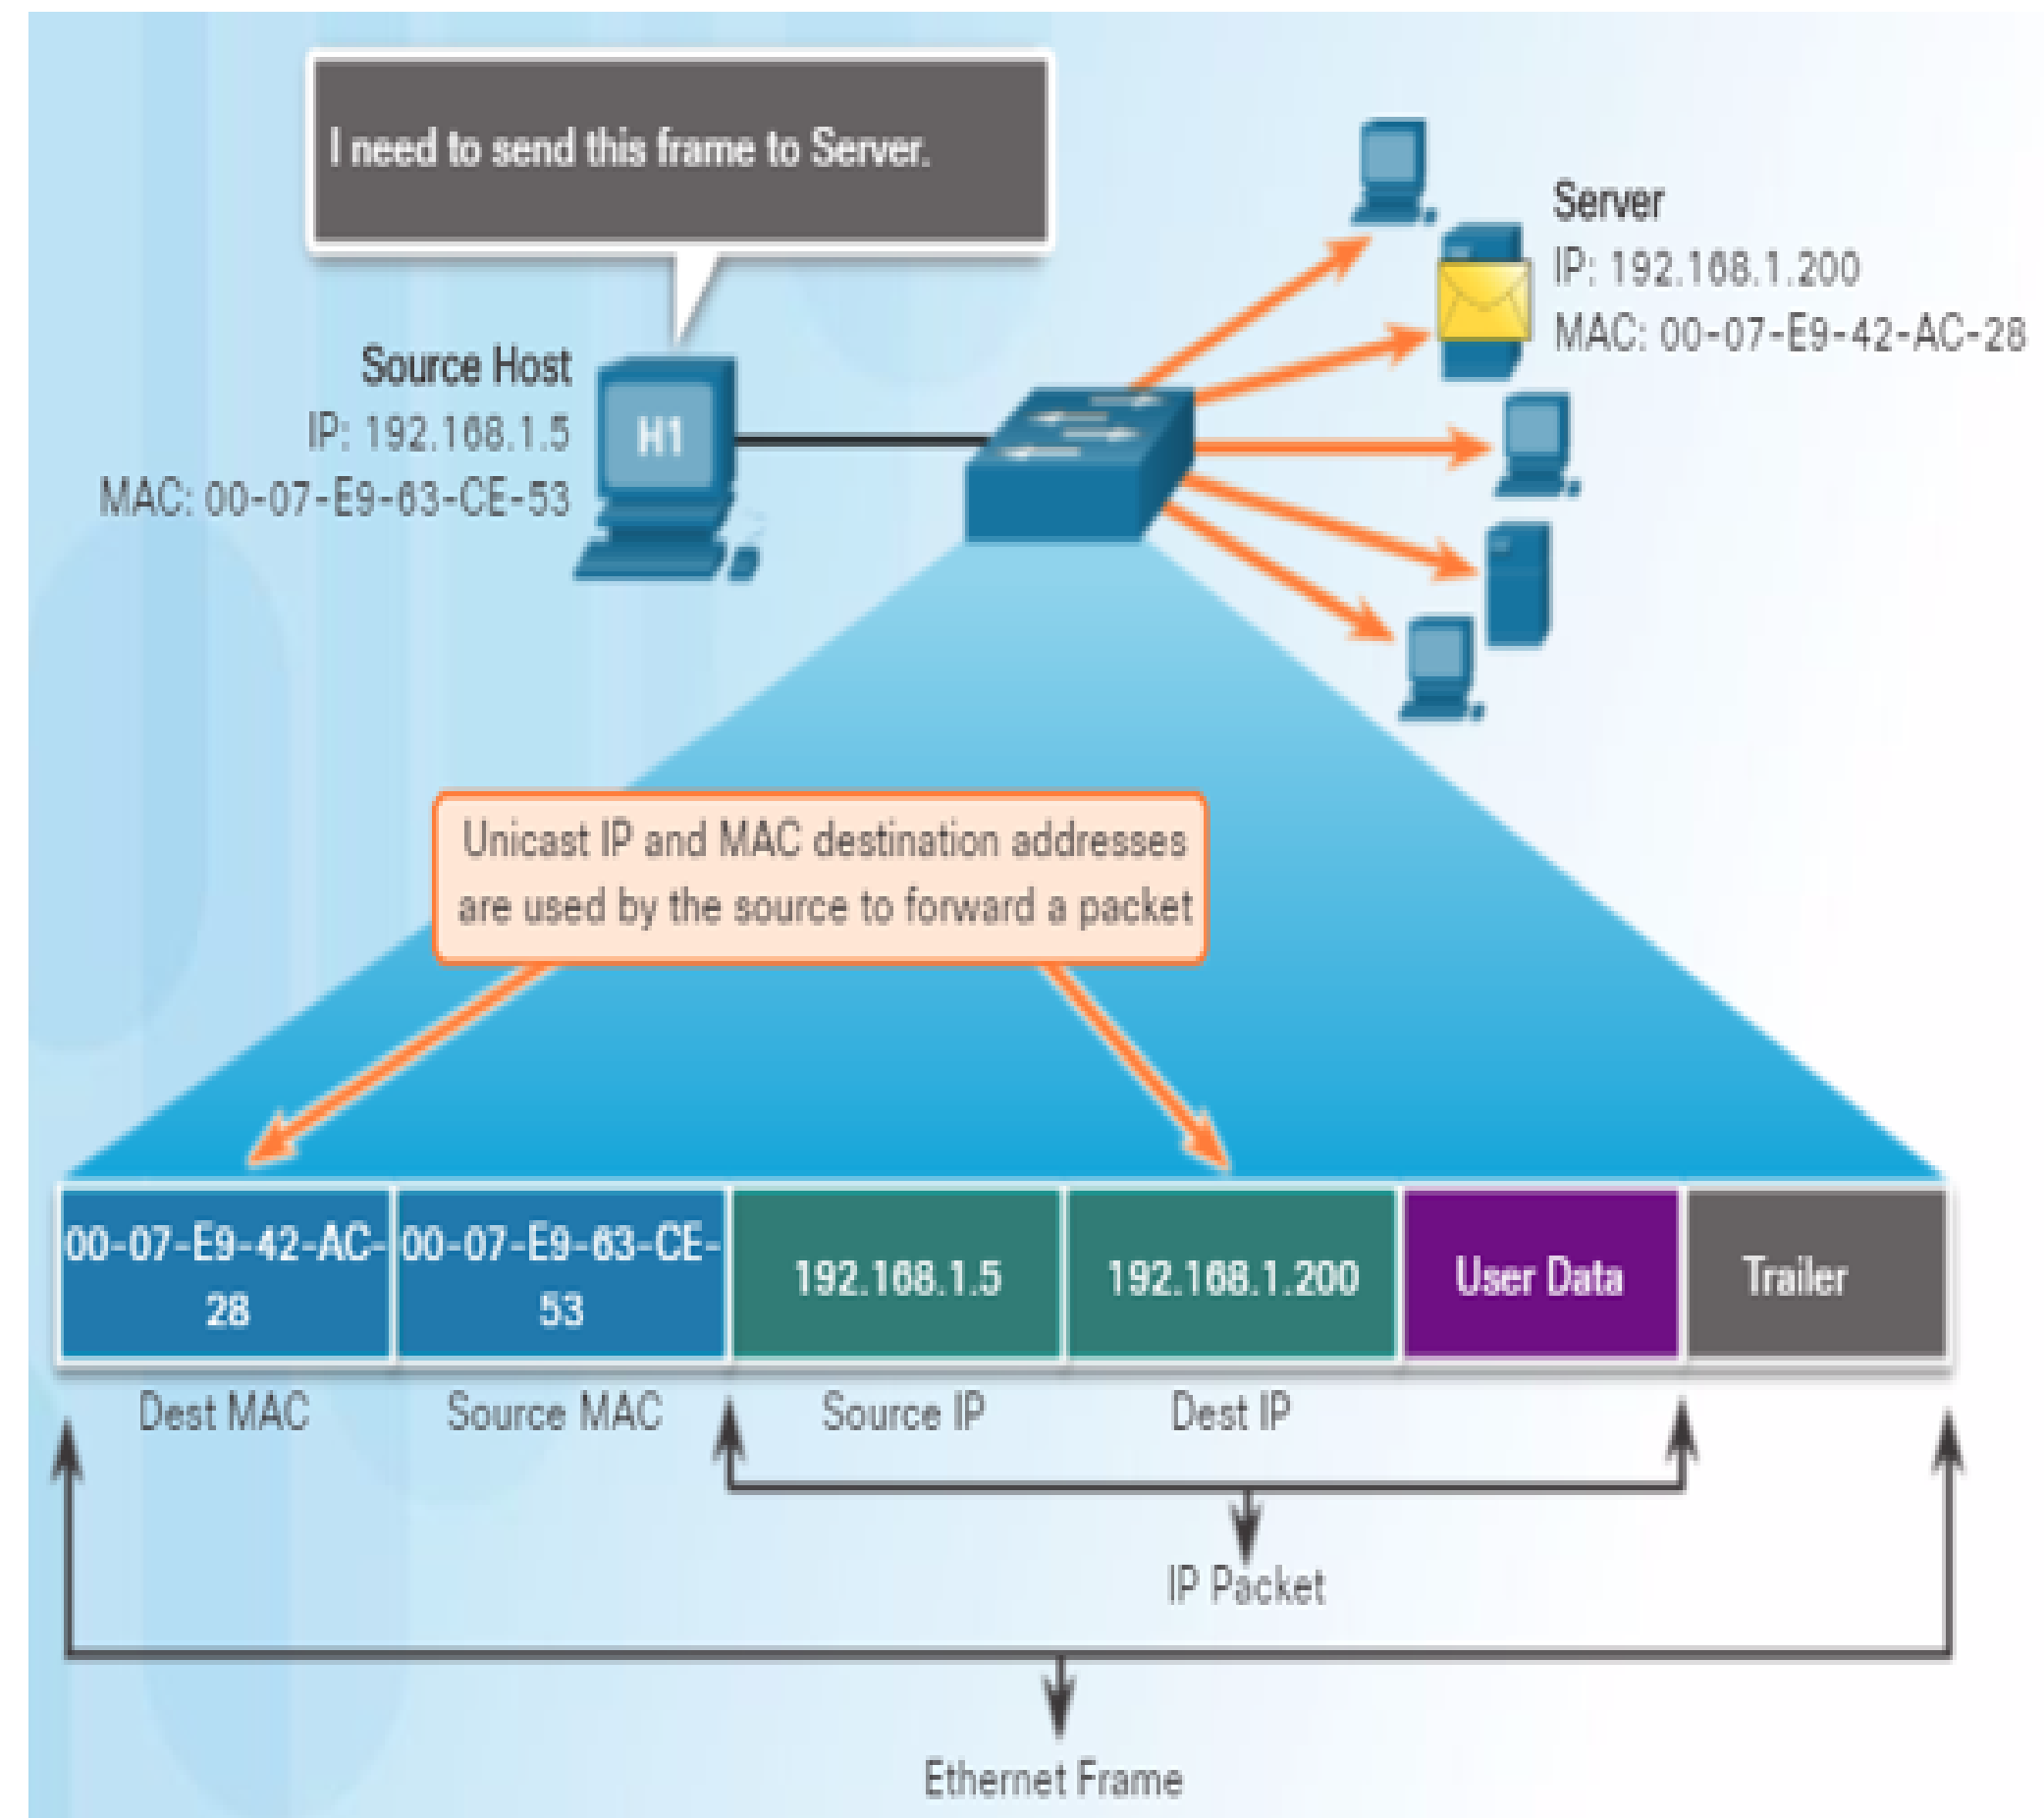 I need to send this frame to Server.
Server
IP: 192.168.1.200
MAC: 00-07-E9-42-AC-28
Source Host
IP: 192.168.1.5
MAC: 00-07-E9-63-CE-53
H1
Unicast IP and MAC destination addresses
are used by the source to forward a packet
00-07-E9-42-AC-
28
00-07-E9-63-CE-
53
192.168.1.5
192.168.1.200
User Data
Trailer
Dest MAC
Source MAC
Source IP
Dest IP
IP Packet
Ethernet Frame